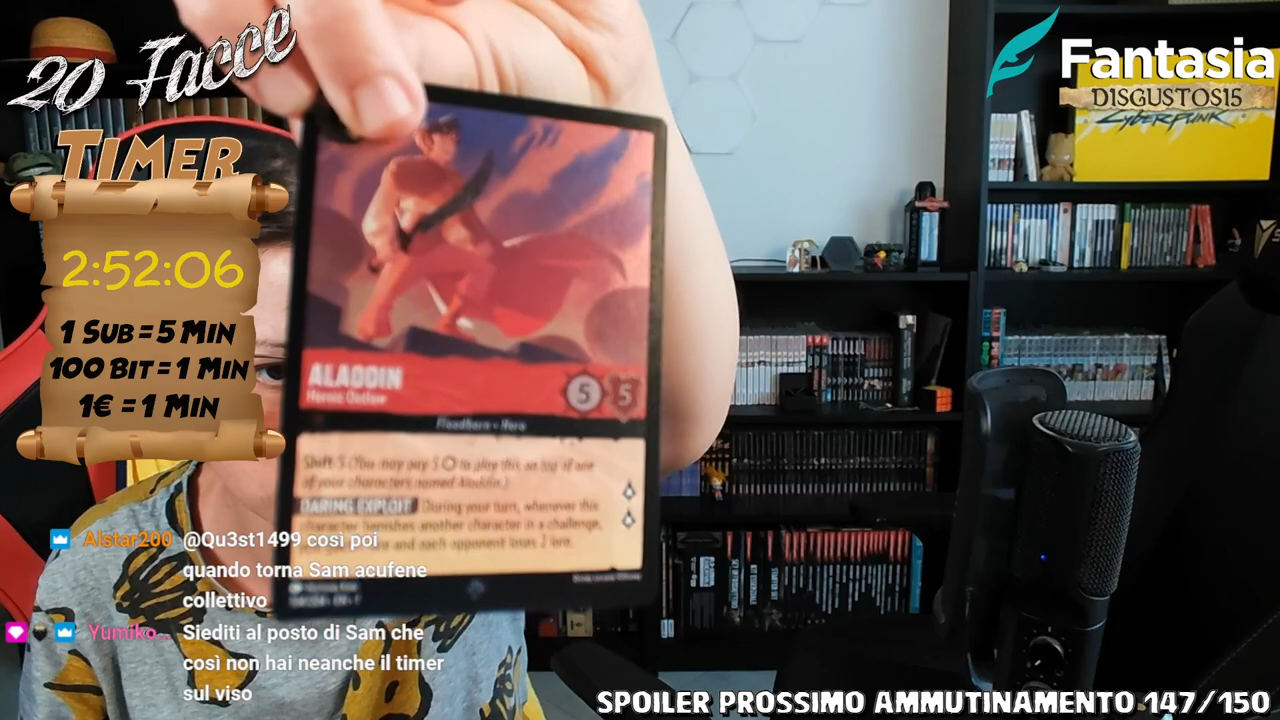 20 Facce
TIMER
2:52:06
1 SUB = 5 MIN
100 BIT = 1 MIN
1€ = 1 MIN
Fantasia
D1SGUSTOS15
CYBERPUNK
ALADDIN
Heroic Outlaw
5 5
Floodborn • Hero
Shift 5 (You may pay 5 to play this on top of one
of your characters named Aladdin.)
DARING EXPLOIT During your turn, whenever this
character banishes another character in a challenge,
and each opponent loses 2 lore.
Alstar200 @Qu3st1499 così poi
quando torna Sam acufene
collettivo
Yumiko... Siediti al posto di Sam che
così non hai neanche il timer
sul viso
SPOILER PROSSIMO AMMUTINAMENTO 147/150